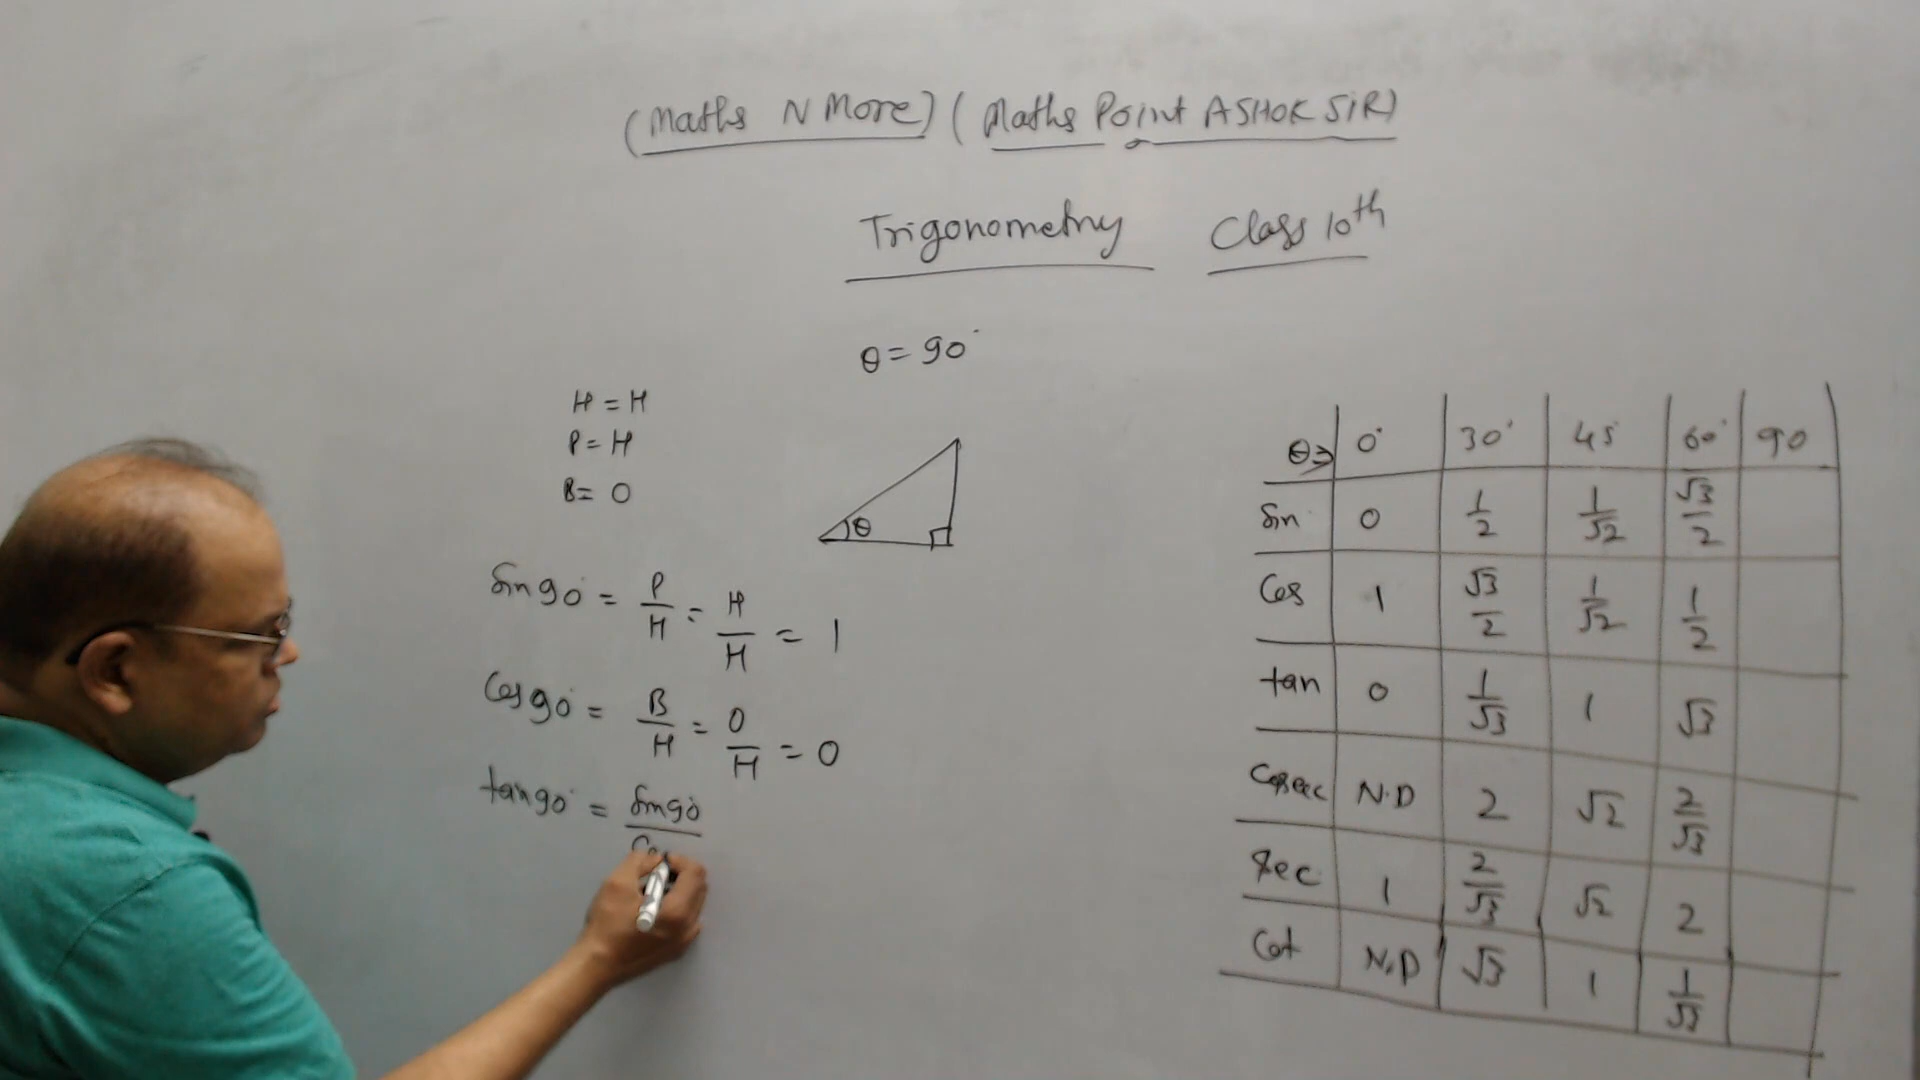 (Maths N More) (Maths Point ASHOK SIR)
Trigonometry Class 10th
θ = 90°
H = H
P = H
B = 0
θ
Sin 90° = P/H = H/H = 1
Cos 90° = B/H = 0/H = 0
tan 90° = Sin 90°/Cos
θ⇒ 0° 30° 45 60° 90
Sin 0 1/2 1/√2 √3/2
Cos 1 √3/2 1/√2 1/2
tan 0 1/√3 1 √3
Cosec N.D 2 √2 2/√3
Sec 1 2/√3 √2 2
Cot N.D √3 1 1/√3